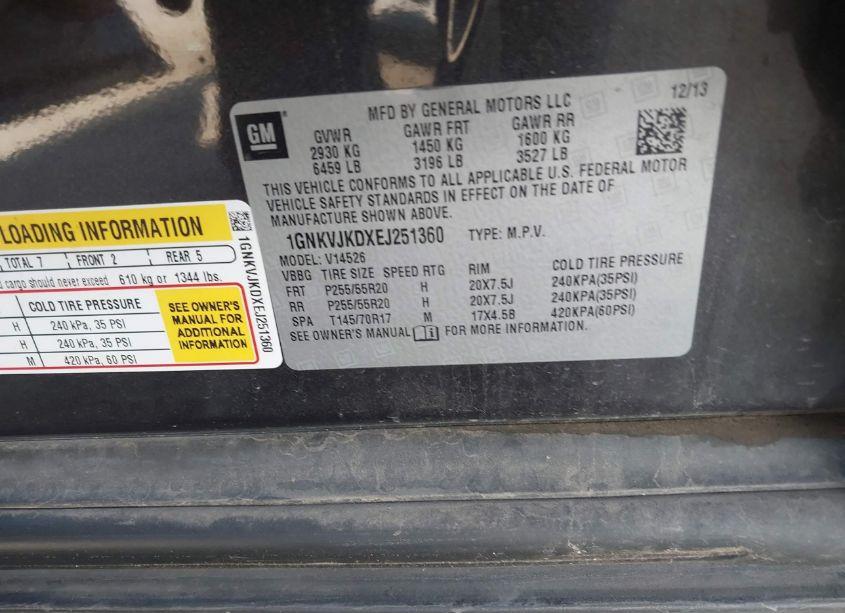 LOADING INFORMATION
TOTAL 7 FRONT 2 REAR 5
cargo should never exceed 610 kg or 1344 lbs.
COLD TIRE PRESSURE
H 240 kPa, 35 PSI
H 240 kPa, 35 PSI
M 420 kPa, 60 PSI
SEE OWNER'S
MANUAL FOR
ADDITIONAL
INFORMATION
1GNKVJKDXEJ251360
GM
MFD BY GENERAL MOTORS LLC 12/13
GVWR GAWR FRT GAWR RR
2930 KG 1450 KG 1600 KG
6459 LB 3196 LB 3527 LB
THIS VEHICLE CONFORMS TO ALL APPLICABLE U.S. FEDERAL MOTOR
VEHICLE SAFETY STANDARDS IN EFFECT ON THE DATE OF
MANUFACTURE SHOWN ABOVE.
1GNKVJKDXEJ251360 TYPE: M.P.V.
MODEL: V14526
VBBG TIRE SIZE SPEED RTG RIM COLD TIRE PRESSURE
FRT P255/55R20 H 20X7.5J 240KPA(35PSI)
RR P255/55R20 H 20X7.5J 240KPA(35PSI)
SPA T145/70R17 M 17X4.5B 420KPA(60PSI)
SEE OWNER'S MANUAL FOR MORE INFORMATION.